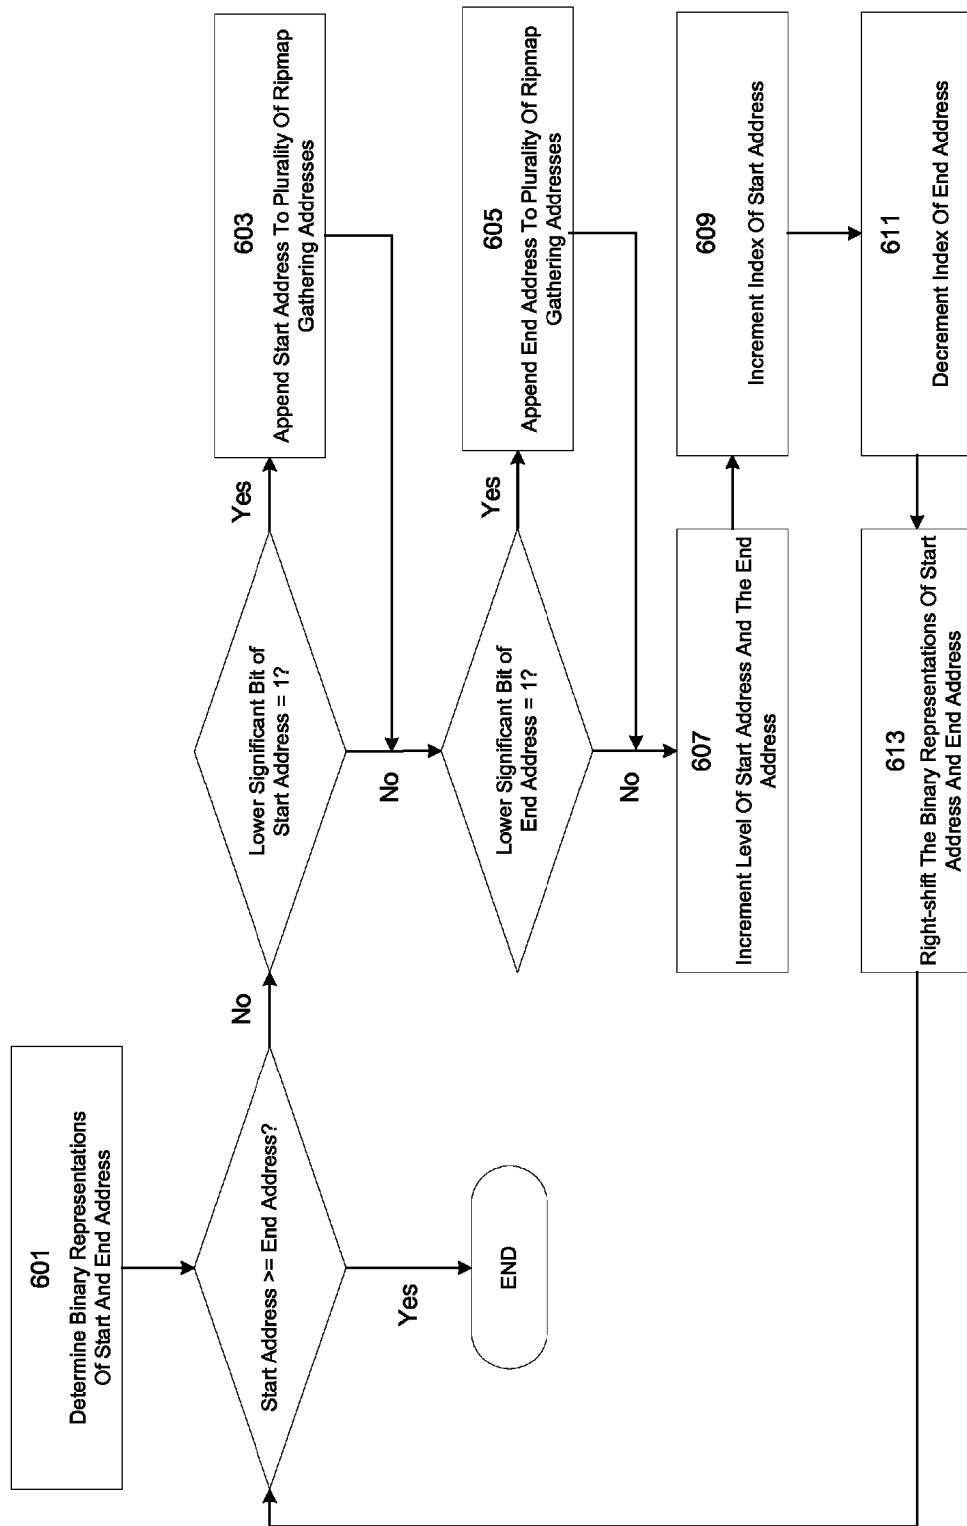 601
Determine Binary Representations
Of Start And End Address
Start Address >= End Address?
No
Yes
END
Lower Significant Bit of
Start Address = 1?
Yes
No
603
Append Start Address To Plurality Of Ripmap
Gathering Addresses
Lower Significant Bit of
End Address = 1?
Yes
No
605
Append End Address To Plurality Of Ripmap
Gathering Addresses
607
Increment Level Of Start Address And The End
Address
609
Increment Index Of Start Address
611
Decrement Index Of End Address
613
Right-shift The Binary Representations Of Start
Address And End Address